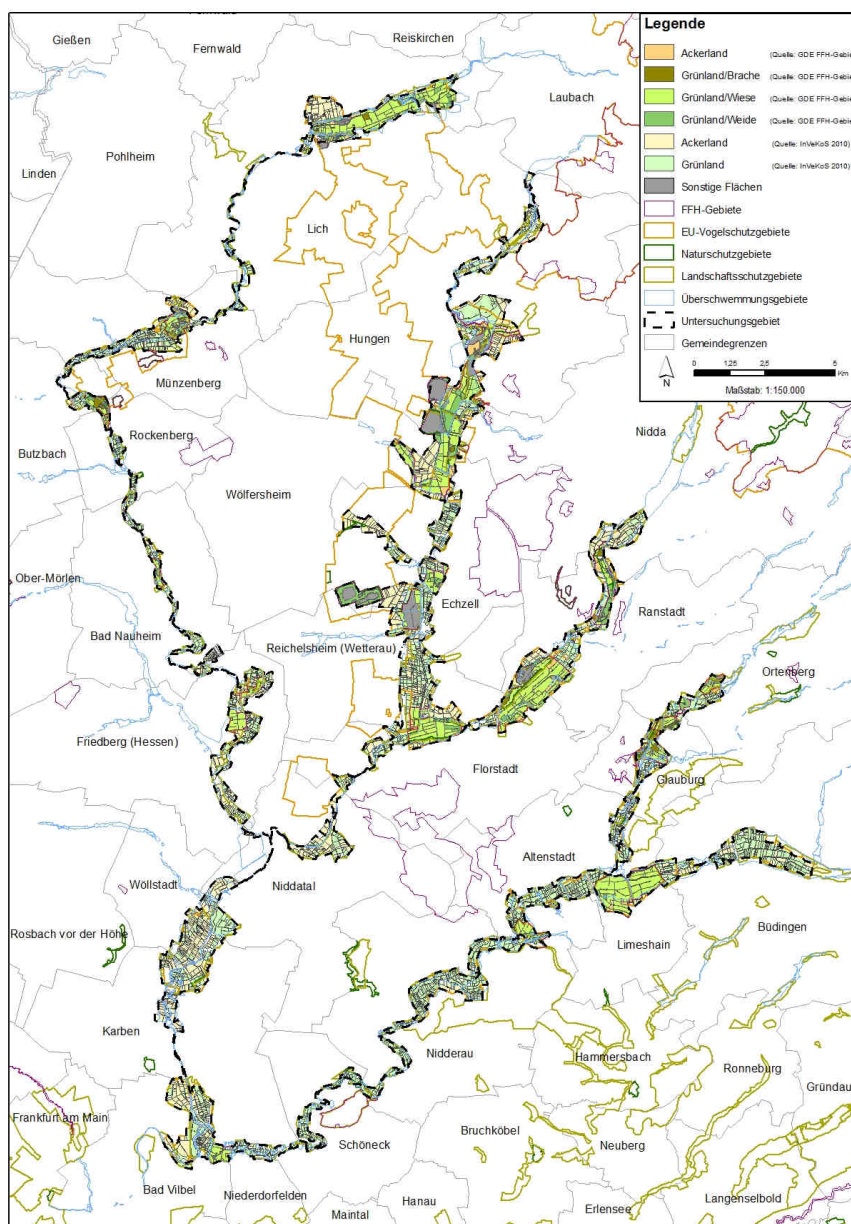 Fernwald
Gießen
Reiskirchen
Fernwald
Laubach
Pohlheim
Linden
Lich
Hungen
Münzenberg
Rockenberg
Butzbach
Nidda
Wölfersheim
Ober-Mörlen
Echzell
Ranstadt
Bad Nauheim
Reichelsheim (Wetterau)
Ortenberg
Friedberg (Hessen)
Florstadt
Glauburg
Altenstadt
Wöllstadt
Niddatal
Büdingen
Rosbach vor der Höhe
Limeshain
Karben
Nidderau
Hammersbach
Ronneburg
Gründau
Frankfurt am Main
Bruchköbel
Neuberg
Schöneck
Bad Vilbel
Niederdorfelden
Hanau
Langenselbold
Maintal
Erlensee
Legende
Ackerland (Quelle: GDE FFH-Gebie
Grünland/Brache (Quelle: GDE FFH-Gebie
Grünland/Wiese (Quelle: GDE FFH-Gebie
Grünland/Weide (Quelle: GDE FFH-Gebie
Ackerland (Quelle: InVeKoS 2010)
Grünland (Quelle: InVeKoS 2010)
Sonstige Flächen
FFH-Gebiete
EU-Vogelschutzgebiete
Naturschutzgebiete
Landschaftsschutzgebiete
Überschwemmungsgebiete
Untersuchungsgebiet
Gemeindegrenzen
N
0 1,25 2,5 5
Km
Maßstab: 1:150.000